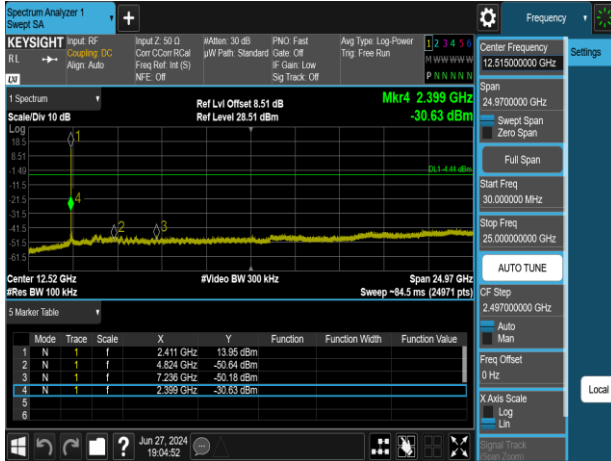 Spectrum Analyzer 1
Swept SA
Frequency
KEYSIGHT
RL
Input: RF
Coupling: DC
Align: Auto
Input Z: 50 Ω
Corr CCorr RCal
Freq Ref: Int (S)
NFE: Off
#Atten: 30 dB
µW Path: Standard
PNO: Fast
Gate: Off
IF Gain: Low
Sig Track: Off
Avg Type: Log-Power
Trig: Free Run
1 2 3 4 5 6
M W W W W W
P N N N N N
Center Frequency
12.515000000 GHz
Settings
1 Spectrum
Scale/Div 10 dB
Ref Lvl Offset 8.51 dB
Ref Level 28.51 dBm
Mkr4 2.399 GHz
-30.63 dBm
Span
24.9700000 GHz
Swept Span
Zero Span
Full Span
Log
18.5
8.51
-1.49
-11.5
-21.5
-31.5
-41.5
-51.5
-61.5
1
4
2
3
DL1 -4.44 dBm
Start Freq
30.000000 MHz
Stop Freq
25.000000000 GHz
AUTO TUNE
Center 12.52 GHz
#Video BW 300 kHz
Span 24.97 GHz
#Res BW 100 kHz
Sweep ~84.5 ms (24971 pts)
CF Step
2.497000000 GHz
Auto
Man
5 Marker Table
Mode Trace Scale X Y Function Function Width Function Value
1 N 1 f 2.411 GHz 13.95 dBm
2 N 1 f 4.824 GHz -50.64 dBm
3 N 1 f 7.236 GHz -50.18 dBm
4 N 1 f 2.399 GHz -30.63 dBm
5
6
Freq Offset
0 Hz
Local
X Axis Scale
Log
Lin
Signal Track
(Span Zoom)
Jun 27, 2024
19:04:52